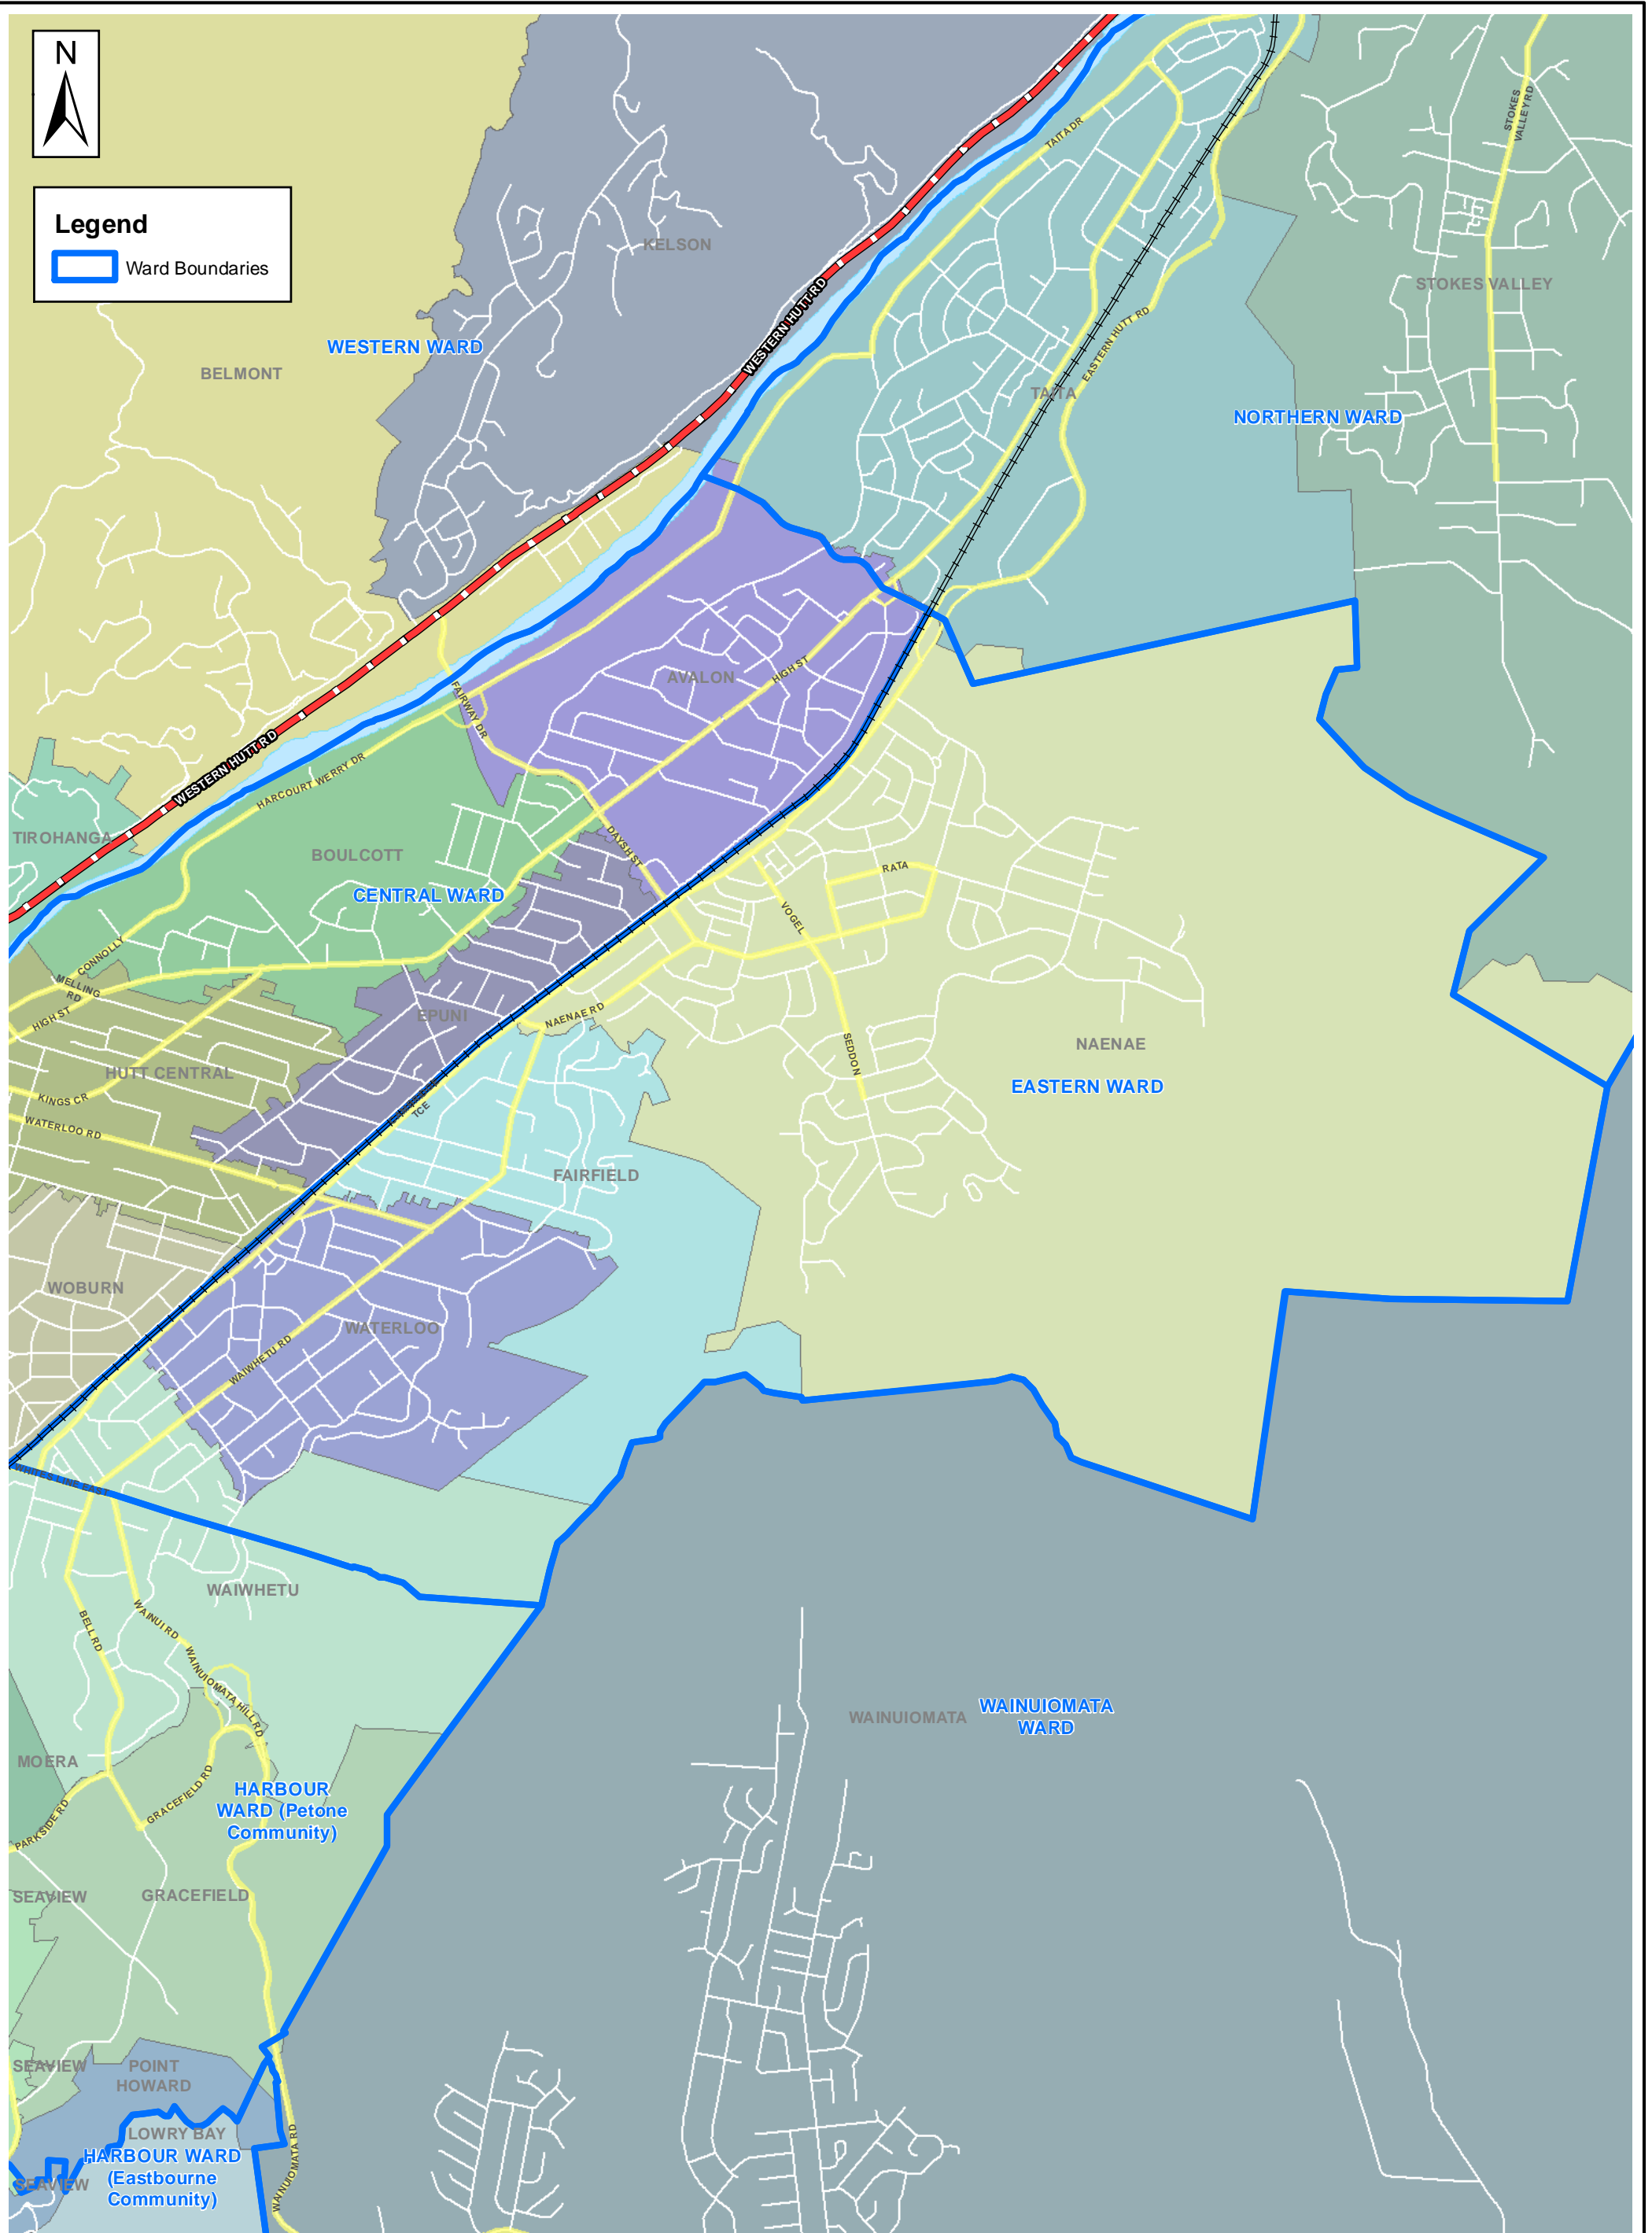 N
Legend
Ward Boundaries
STOKES
VALLEY RD
TAITA DR
KELSON
STOKES VALLEY
WESTERN HUTT RD
WESTERN WARD
BELMONT
EASTERN HUTT RD
TAITA
NORTHERN WARD
AVALON
HIGH ST
FAIRWAY DR
WESTERN HUTT RD
HARCOURT WERRY DR
TIROHANGA
BOULCOTT
DAYSH ST
RATA
CENTRAL WARD
VOGEL
CONNOLLY
MELLING
RD
HIGH ST
EPUNI
NAENAE RD
NAENAE
SEDDON
HUTT CENTRAL
EASTERN WARD
KINGS CR
TCE
WATERLOO RD
FAIRFIELD
WOBURN
WATERLOO
WAIWHETU RD
WHITES LINE EAST
WAIWHETU
BELL RD
WAINUI RD
WAINUIOMATA HILL RD
WAINUIOMATA
WAINUIOMATA
WARD
MOERA
HARBOUR
WARD (Petone
Community)
GRACEFIELD RD
PARKSIDE RD
SEAVIEW
GRACEFIELD
SEAVIEW
POINT
HOWARD
LOWRY BAY
HARBOUR WARD
(Eastbourne
Community)
SEAVIEW
WAINUIOMATA RD